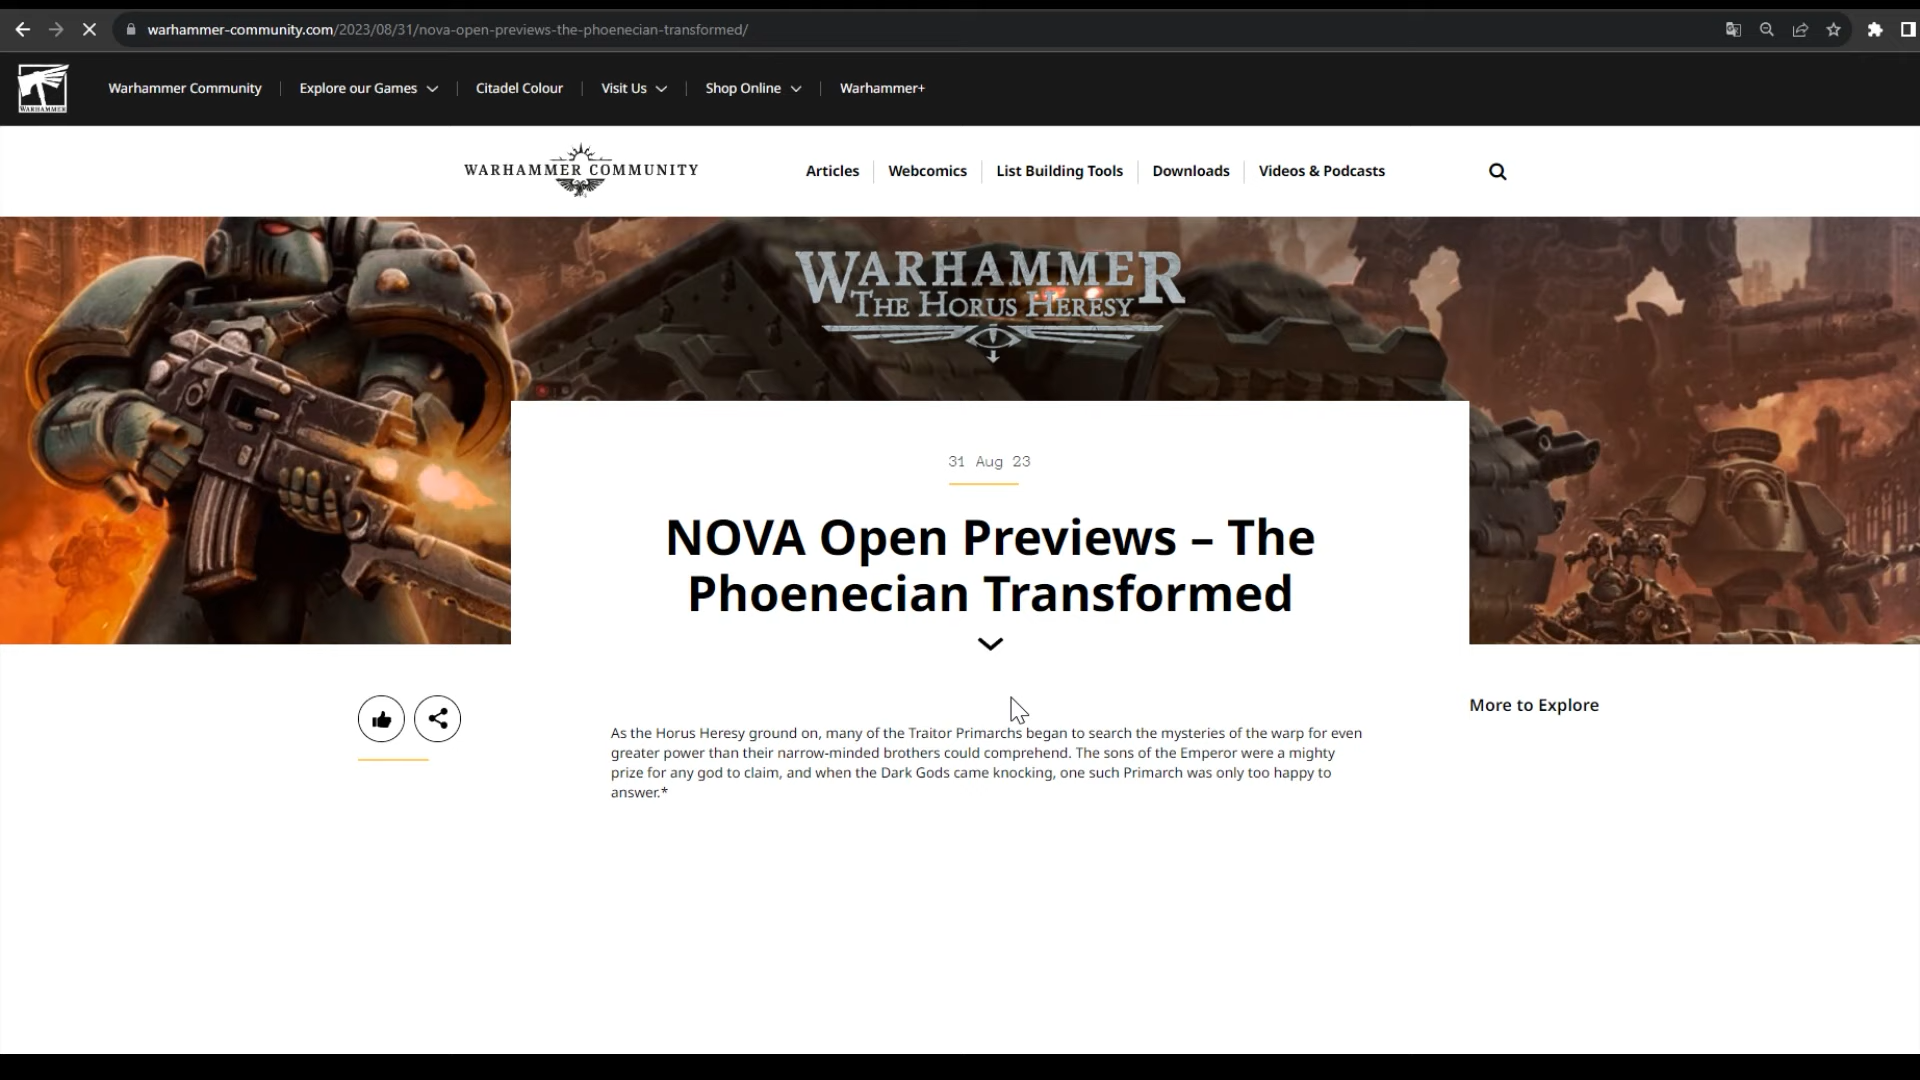 warhammer-community.com/2023/08/31/nova-open-previews-the-phoenecian-transformed/
WARHAMMER
Warhammer Community
Explore our Games
Citadel Colour
Visit Us
Shop Online
Warhammer+
WARHAMMER COMMUNITY
Articles
Webcomics
List Building Tools
Downloads
Videos & Podcasts
WARHAMMER
THE HORUS HERESY
31 Aug 23
NOVA Open Previews – The
Phoenecian Transformed
More to Explore
As the Horus Heresy ground on, many of the Traitor Primarchs began to search the mysteries of the warp for even
greater power than their narrow-minded brothers could comprehend. The sons of the Emperor were a mighty
prize for any god to claim, and when the Dark Gods came knocking, one such Primarch was only too happy to
answer.*